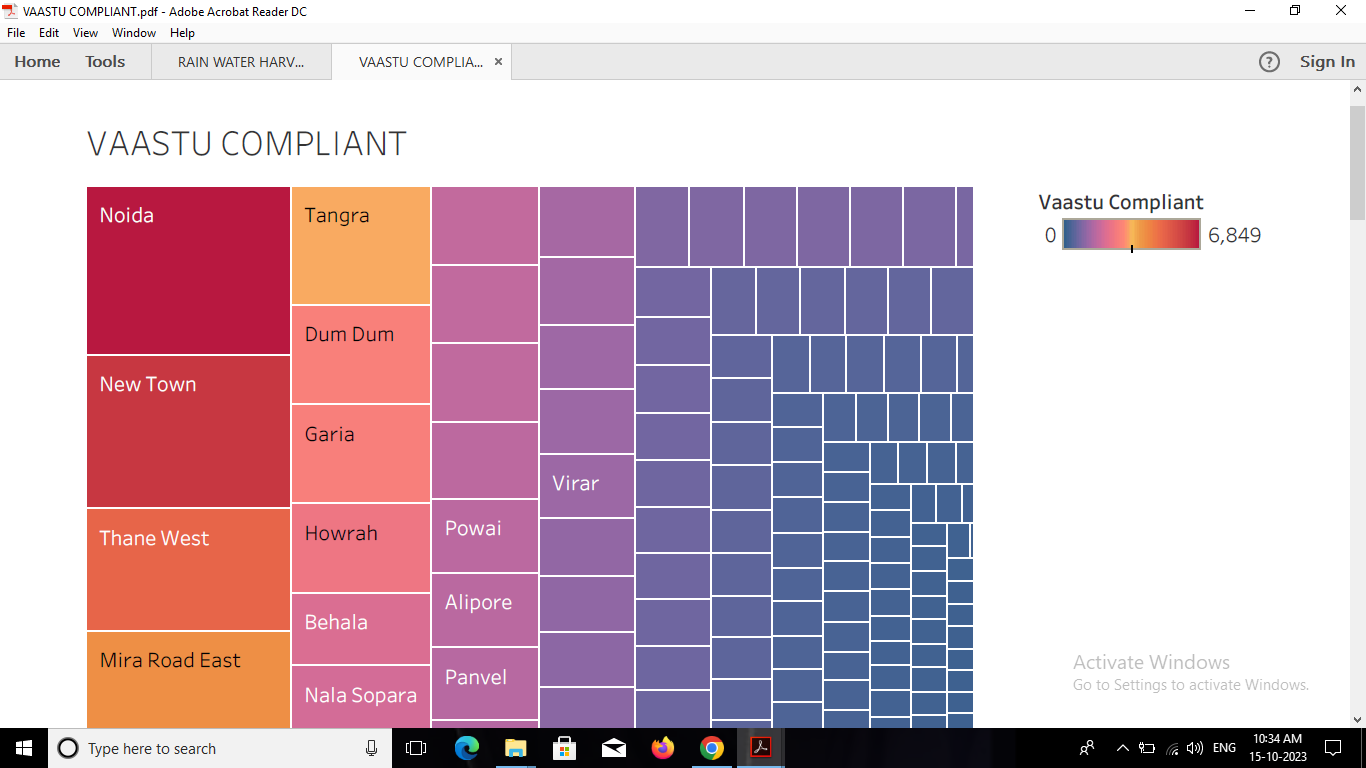 VAASTU COMPLIANT.pdf - Adobe Acrobat Reader DC
File Edit View Window Help
Home Tools RAIN WATER HARV... VAASTU COMPLIA... × ? Sign In
VAASTU COMPLIANT
Vaastu Compliant
0 6,849
Noida
New Town
Thane West
Mira Road East
Tangra
Dum Dum
Garia
Howrah
Behala
Nala Sopara
Powai
Alipore
Panvel
Virar
Activate Windows
Go to Settings to activate Windows.
Type here to search
ENG
10:34 AM
15-10-2023